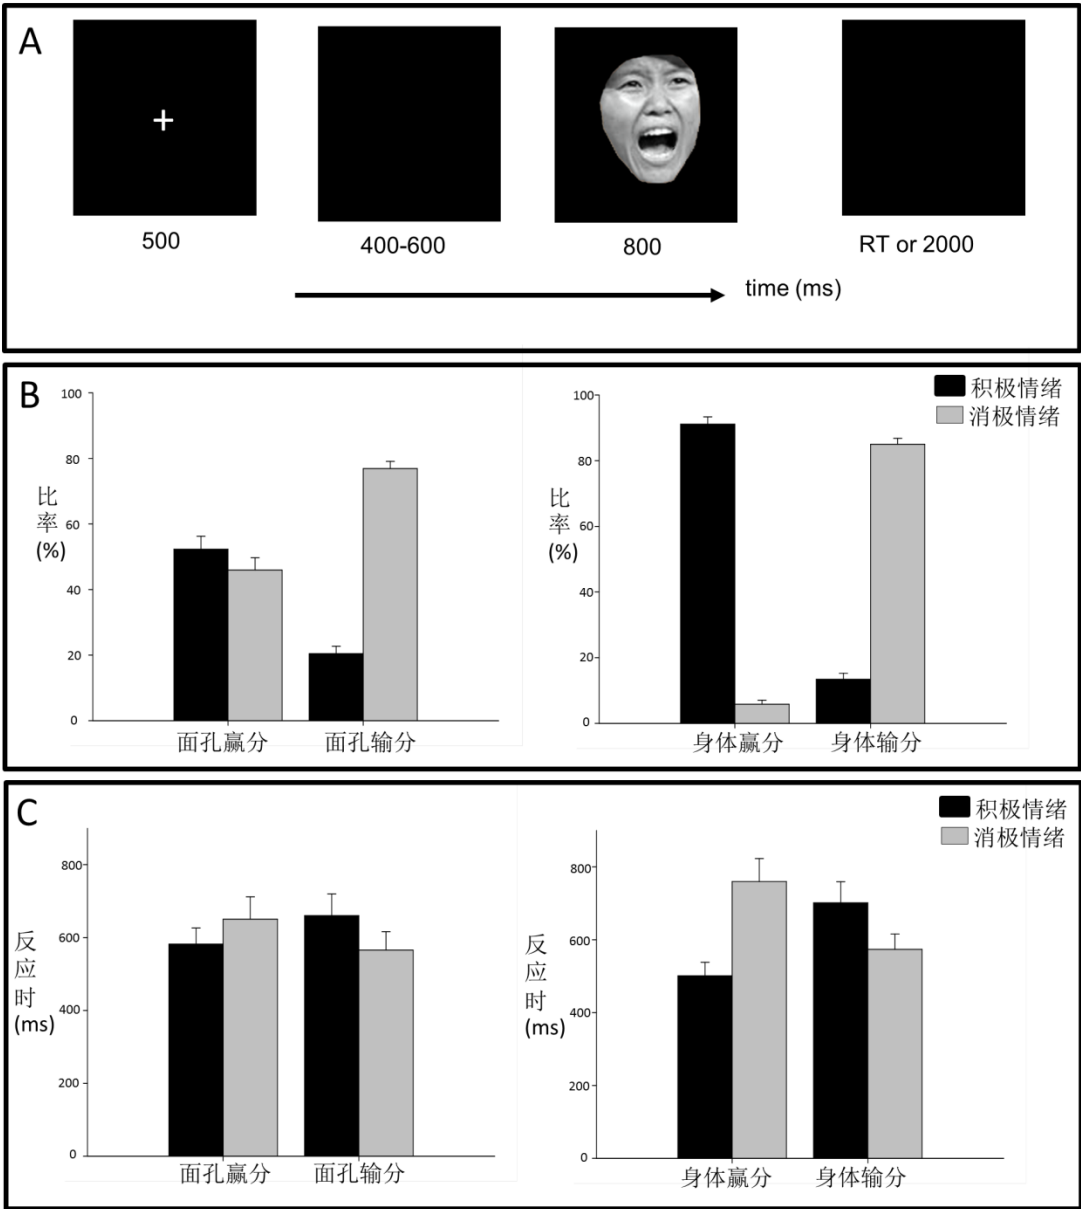 A
+
500
400-600
800
RT or 2000
time (ms)
B
积极情绪
消极情绪
比率(%)
100
80
60
40
20
0
面孔赢分
面孔输分
比率(%)
100
80
60
40
20
0
身体赢分
身体输分
C
积极情绪
消极情绪
反应时(ms)
800
600
400
200
0
面孔赢分
面孔输分
反应时(ms)
800
600
400
200
0
身体赢分
身体输分